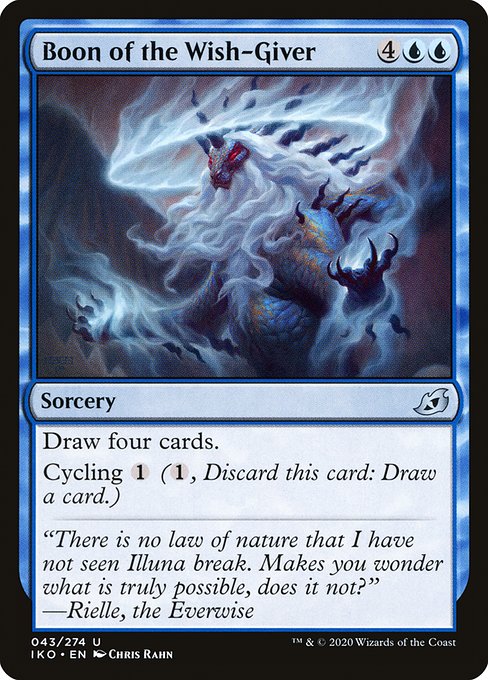 Boon of the Wish-Giver 4
Sorcery
Draw four cards.
Cycling 1 (1, Discard this card: Draw
a card.)
“There is no law of nature that I have
not seen Illuna break. Makes you wonder
what is truly possible, does it not?”
—Rielle, the Everwise
043/274 U
IKO • EN Chris Rahn
™ & © 2020 Wizards of the Coast